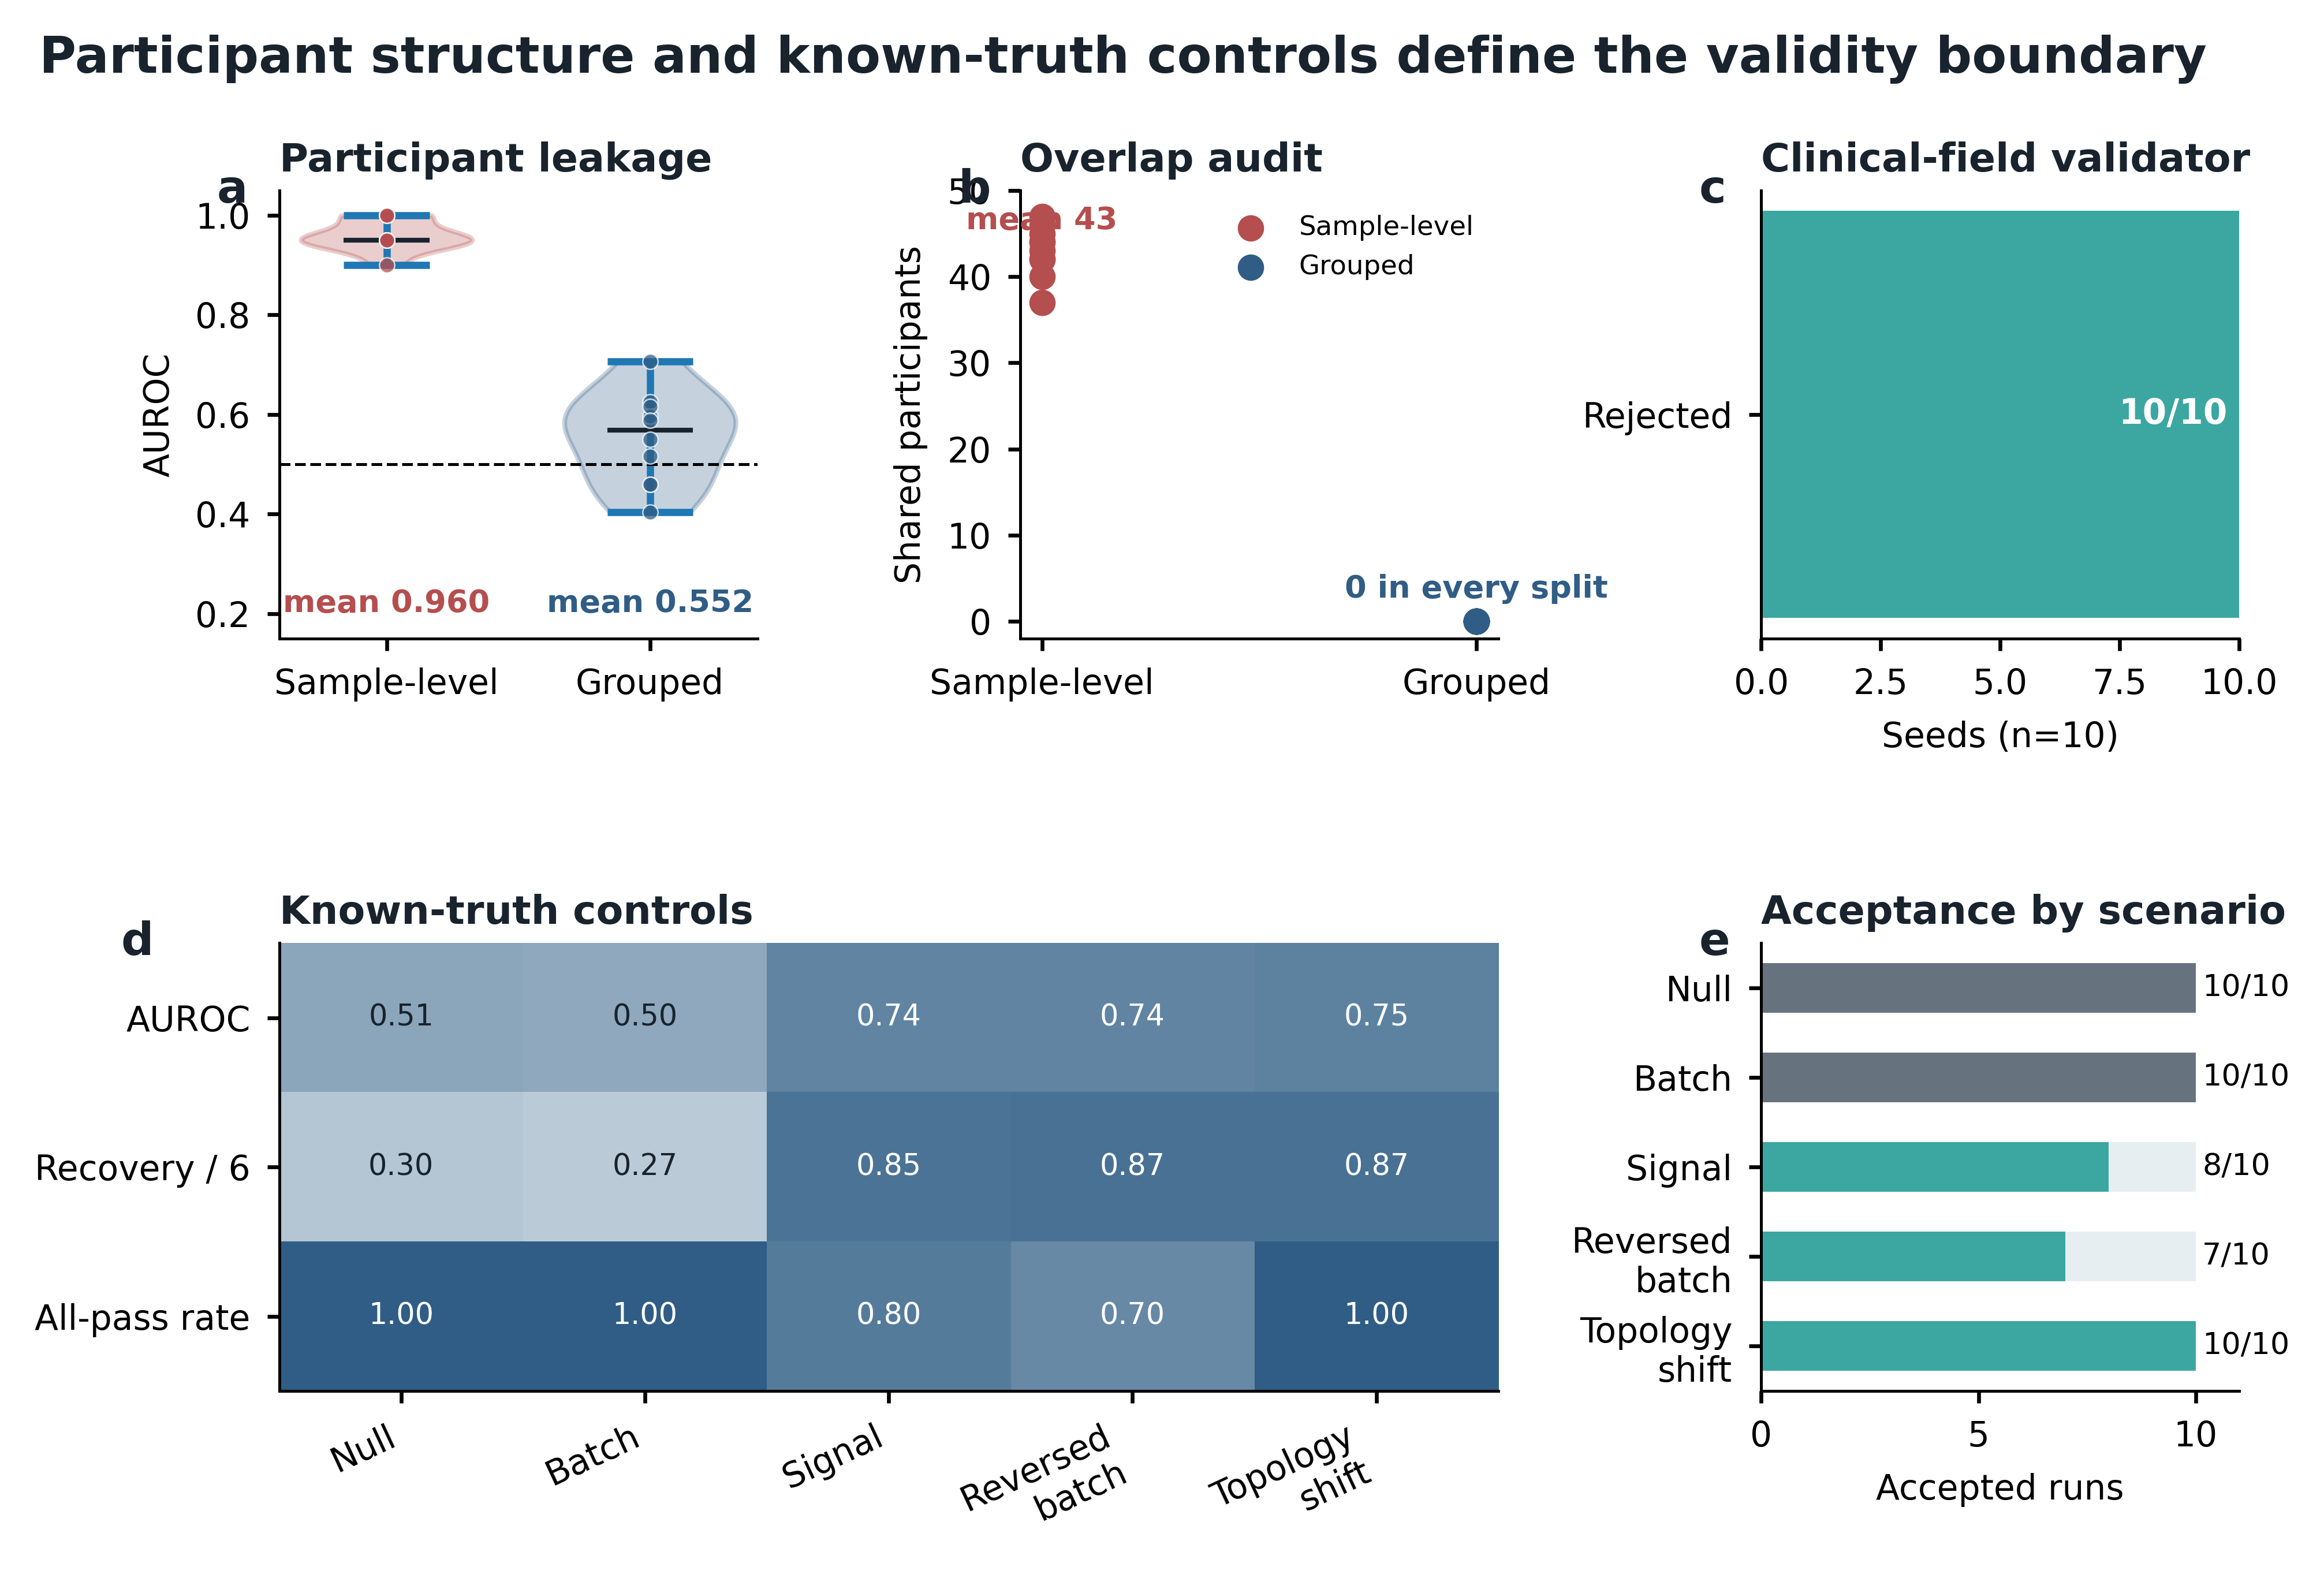 Participant structure and known-truth controls define the validity boundary
a
Participant leakage
1.0
0.8
0.6
0.4
0.2
AUROC
mean 0.960
mean 0.552
Sample-level
Grouped
b
Overlap audit
50
40
30
20
10
0
Shared participants
mean 43
Sample-level
Grouped
0 in every split
Sample-level
Grouped
c
Clinical-field validator
Rejected
10/10
0.0
2.5
5.0
7.5
10.0
Seeds (n=10)
d
Known-truth controls
AUROC
0.51
0.50
0.74
0.74
0.75
Recovery / 6
0.30
0.27
0.85
0.87
0.87
All-pass rate
1.00
1.00
0.80
0.70
1.00
Null
Batch
Signal
Reversed
batch
Topology
shift
e
Acceptance by scenario
Null
10/10
Batch
10/10
Signal
8/10
Reversed
batch
7/10
Topology
shift
10/10
0
5
10
Accepted runs